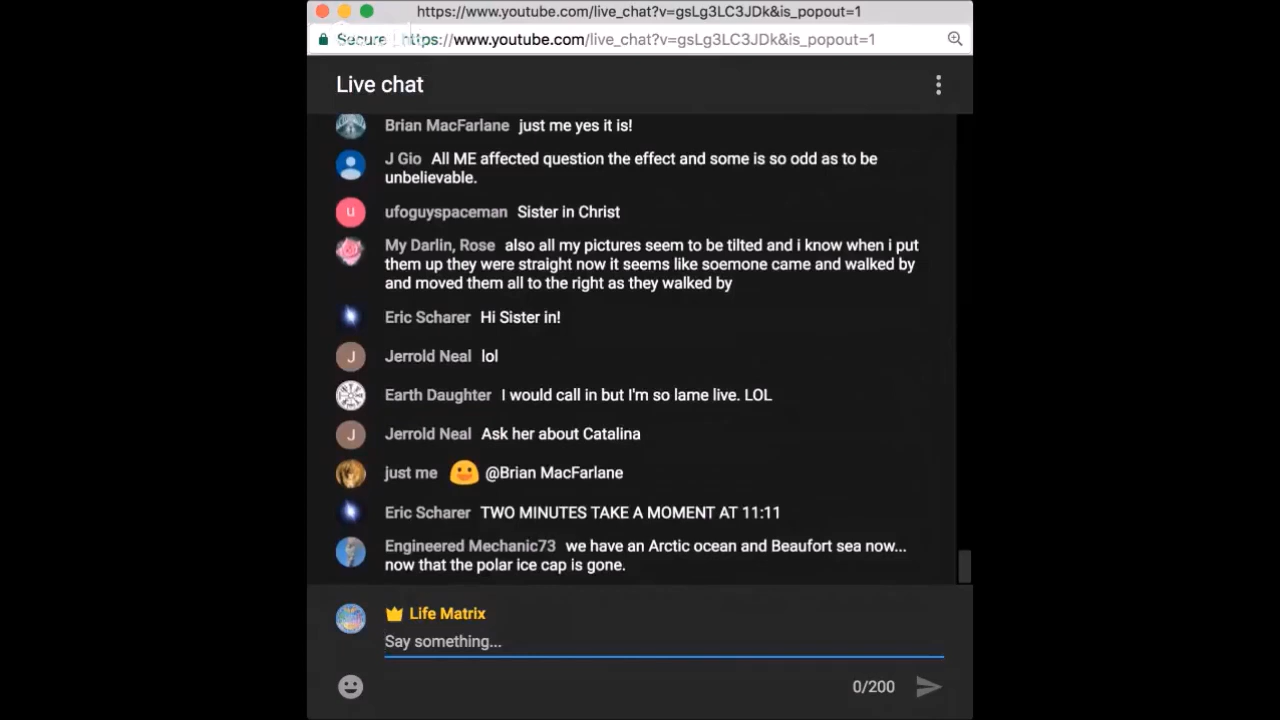 https://www.youtube.com/live_chat?v=gsLg3LC3JDk&is_popout=1
Secure https://www.youtube.com/live_chat?v=gsLg3LC3JDk&is_popout=1
Live chat
Brian MacFarlane just me yes it is!
J Gio All ME affected question the effect and some is so odd as to be
unbelievable.
u ufoguyspaceman Sister in Christ
My Darlin, Rose also all my pictures seem to be tilted and i know when i put
them up they were straight now it seems like soemone came and walked by
and moved them all to the right as they walked by
Eric Scharer Hi Sister in!
J Jerrold Neal lol
Earth Daughter I would call in but I'm so lame live. LOL
J Jerrold Neal Ask her about Catalina
just me @Brian MacFarlane
Eric Scharer TWO MINUTES TAKE A MOMENT AT 11:11
Engineered Mechanic73 we have an Arctic ocean and Beaufort sea now...
now that the polar ice cap is gone.
Life Matrix
Say something...
0/200